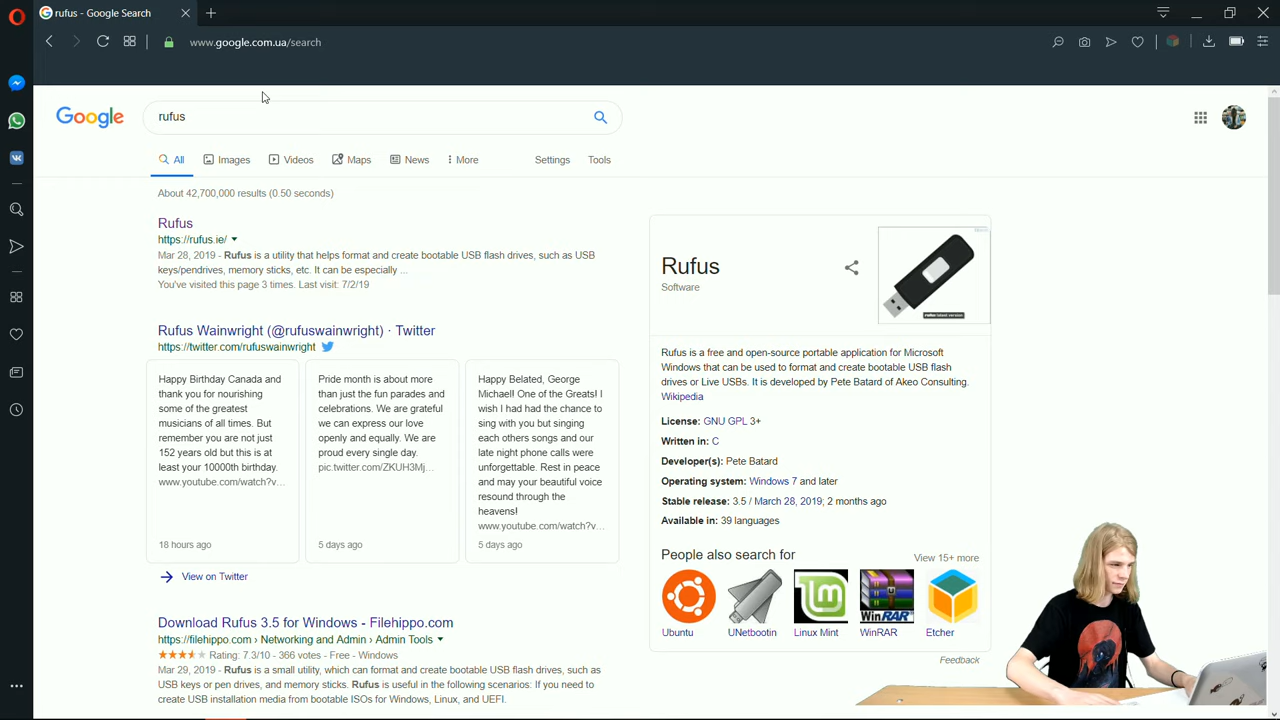 rufus - Google Search
www.google.com.ua/search
Google
rufus
All
Images
Videos
Maps
News
More
Settings
Tools
About 42,700,000 results (0.50 seconds)
Rufus
https://rufus.ie/
Mar 28, 2019 - Rufus is a utility that helps format and create bootable USB flash drives, such as USB
keys/pendrives, memory sticks, etc. It can be especially ...
You've visited this page 3 times. Last visit: 7/2/19
Rufus Wainwright (@rufuswainwright) · Twitter
https://twitter.com/rufuswainwright
Happy Birthday Canada and
thank you for nourishing
some of the greatest
musicians of all times. But
remember you are not just
152 years old but this is at
least your 10000th birthday.
www.youtube.com/watch?v...
18 hours ago
Pride month is about more
than just the fun parades and
celebrations. We are grateful
we can express our love
openly and equally. We are
proud every single day.
pic.twitter.com/ZKUH3Mj...
5 days ago
Happy Belated, George
Michael! One of the Greats! I
wish I had had the chance to
sing with you but singing
each others songs and our
late night phone calls were
unforgettable. Rest in peace
and may your beautiful voice
resound through the
heavens!
www.youtube.com/watch?v...
5 days ago
View on Twitter
Download Rufus 3.5 for Windows - Filehippo.com
https://filehippo.com › Networking and Admin › Admin Tools
Rating: 7.3/10 - 366 votes - Free - Windows
Mar 29, 2019 - Rufus is a small utility, which can format and create bootable USB flash drives, such as
USB keys or pen drives, and memory sticks. Rufus is useful in the following scenarios: If you need to
create USB installation media from bootable ISOs for Windows, Linux, and UEFI.
Rufus
Software
rufus latest version
Rufus is a free and open-source portable application for Microsoft
Windows that can be used to format and create bootable USB flash
drives or Live USBs. It is developed by Pete Batard of Akeo Consulting.
Wikipedia
License: GNU GPL 3+
Written in: C
Developer(s): Pete Batard
Operating system: Windows 7 and later
Stable release: 3.5 / March 28, 2019; 2 months ago
Available in: 39 languages
People also search for
View 15+ more
WinRAR
Ubuntu
UNetbootin
Linux Mint
WinRAR
Etcher
Feedback